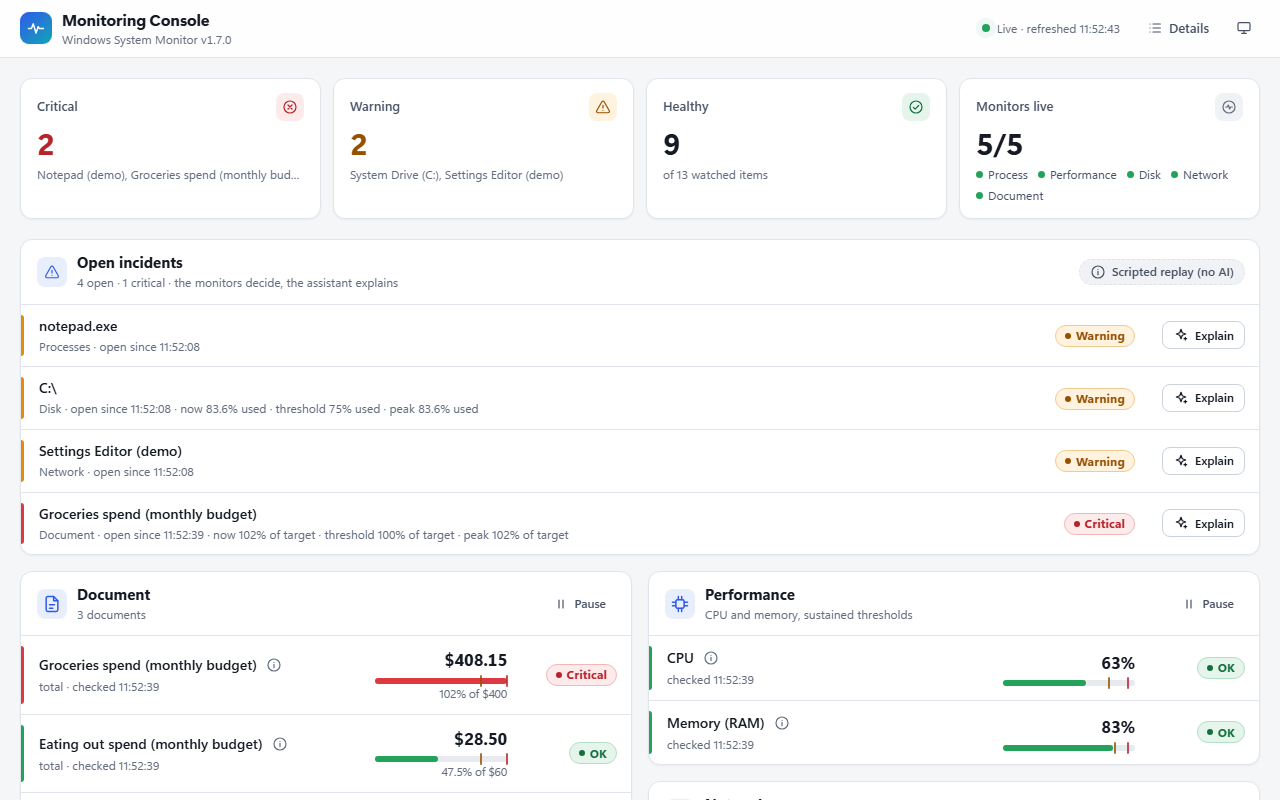 Monitoring Console
Windows System Monitor v1.7.0
Live · refreshed 11:52:43
Details
Critical
2
Notepad (demo), Groceries spend (monthly bud...
Warning
2
System Drive (C:), Settings Editor (demo)
Healthy
9
of 13 watched items
Monitors live
5/5
Process Performance Disk Network
Document
Open incidents
4 open · 1 critical · the monitors decide, the assistant explains
Scripted replay (no AI)
notepad.exe
Processes · open since 11:52:08
Warning
Explain
C:\
Disk · open since 11:52:08 · now 83.6% used · threshold 75% used · peak 83.6% used
Warning
Explain
Settings Editor (demo)
Network · open since 11:52:08
Warning
Explain
Groceries spend (monthly budget)
Document · open since 11:52:39 · now 102% of target · threshold 100% of target · peak 102% of target
Critical
Explain
Document
3 documents
Pause
Groceries spend (monthly budget)
total · checked 11:52:39
$408.15
102% of $400
Critical
Eating out spend (monthly budget)
total · checked 11:52:39
$28.50
47.5% of $60
OK
Performance
CPU and memory, sustained thresholds
Pause
CPU
checked 11:52:39
63%
OK
Memory (RAM)
checked 11:52:39
83%
OK